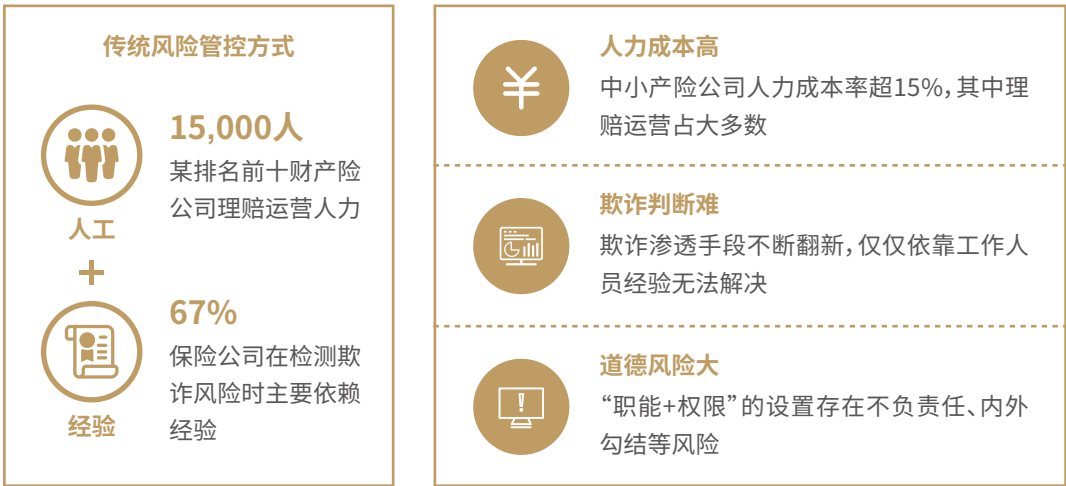 传统风险管控方式
15,000人
某排名前十财产险
公司理赔运营人力
人工
+
67%
保险公司在检测欺
诈风险时主要依赖
经验
经验
人力成本高
中小产险公司人力成本率超15%，其中理
赔运营占大多数
欺诈判断难
欺诈渗透手段不断翻新，仅仅依靠工作人
员经验无法解决
道德风险大
“职能+权限”的设置存在不负责任、内外
勾结等风险